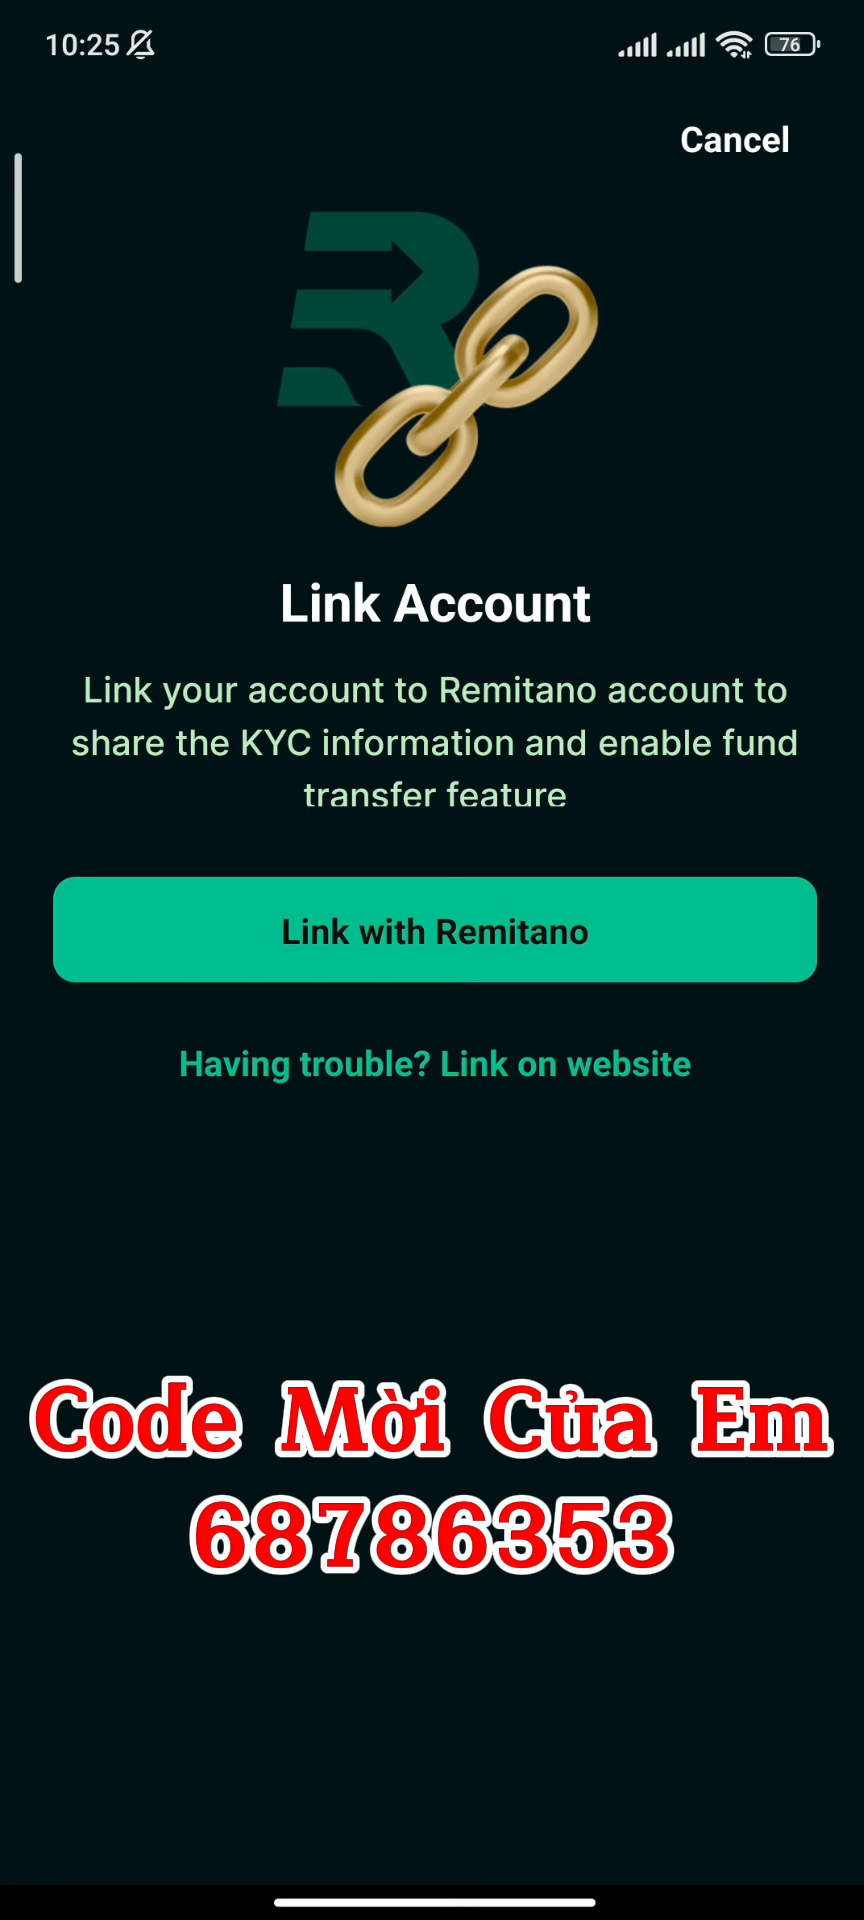 10:25
76
Cancel
Link Account
Link your account to Remitano account to
share the KYC information and enable fund
transfer feature
Link with Remitano
Having trouble? Link on website
Code Mời Của Em
68786353